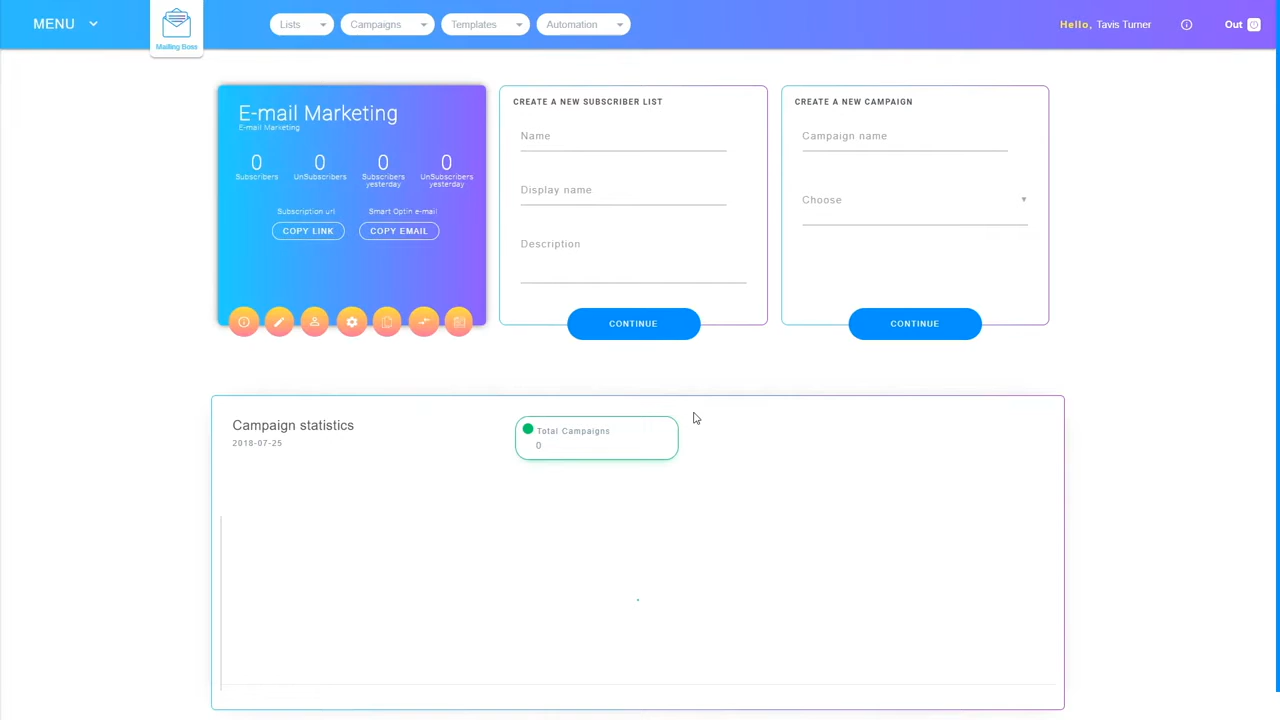 MENU
Mailing Boss
Lists
Campaigns
Templates
Automation
Hello, Tavis Turner
Out
E-mail Marketing
E-mail Marketing
0 0 0 0
Subscribers UnSubscribers Subscribers yesterday UnSubscribers yesterday
Subscription url Smart Optin e-mail
COPY LINK COPY EMAIL
CREATE A NEW SUBSCRIBER LIST
Name
Display name
Description
CONTINUE
CREATE A NEW CAMPAIGN
Campaign name
Choose
CONTINUE
Campaign statistics
2018-07-25
Total Campaigns
0